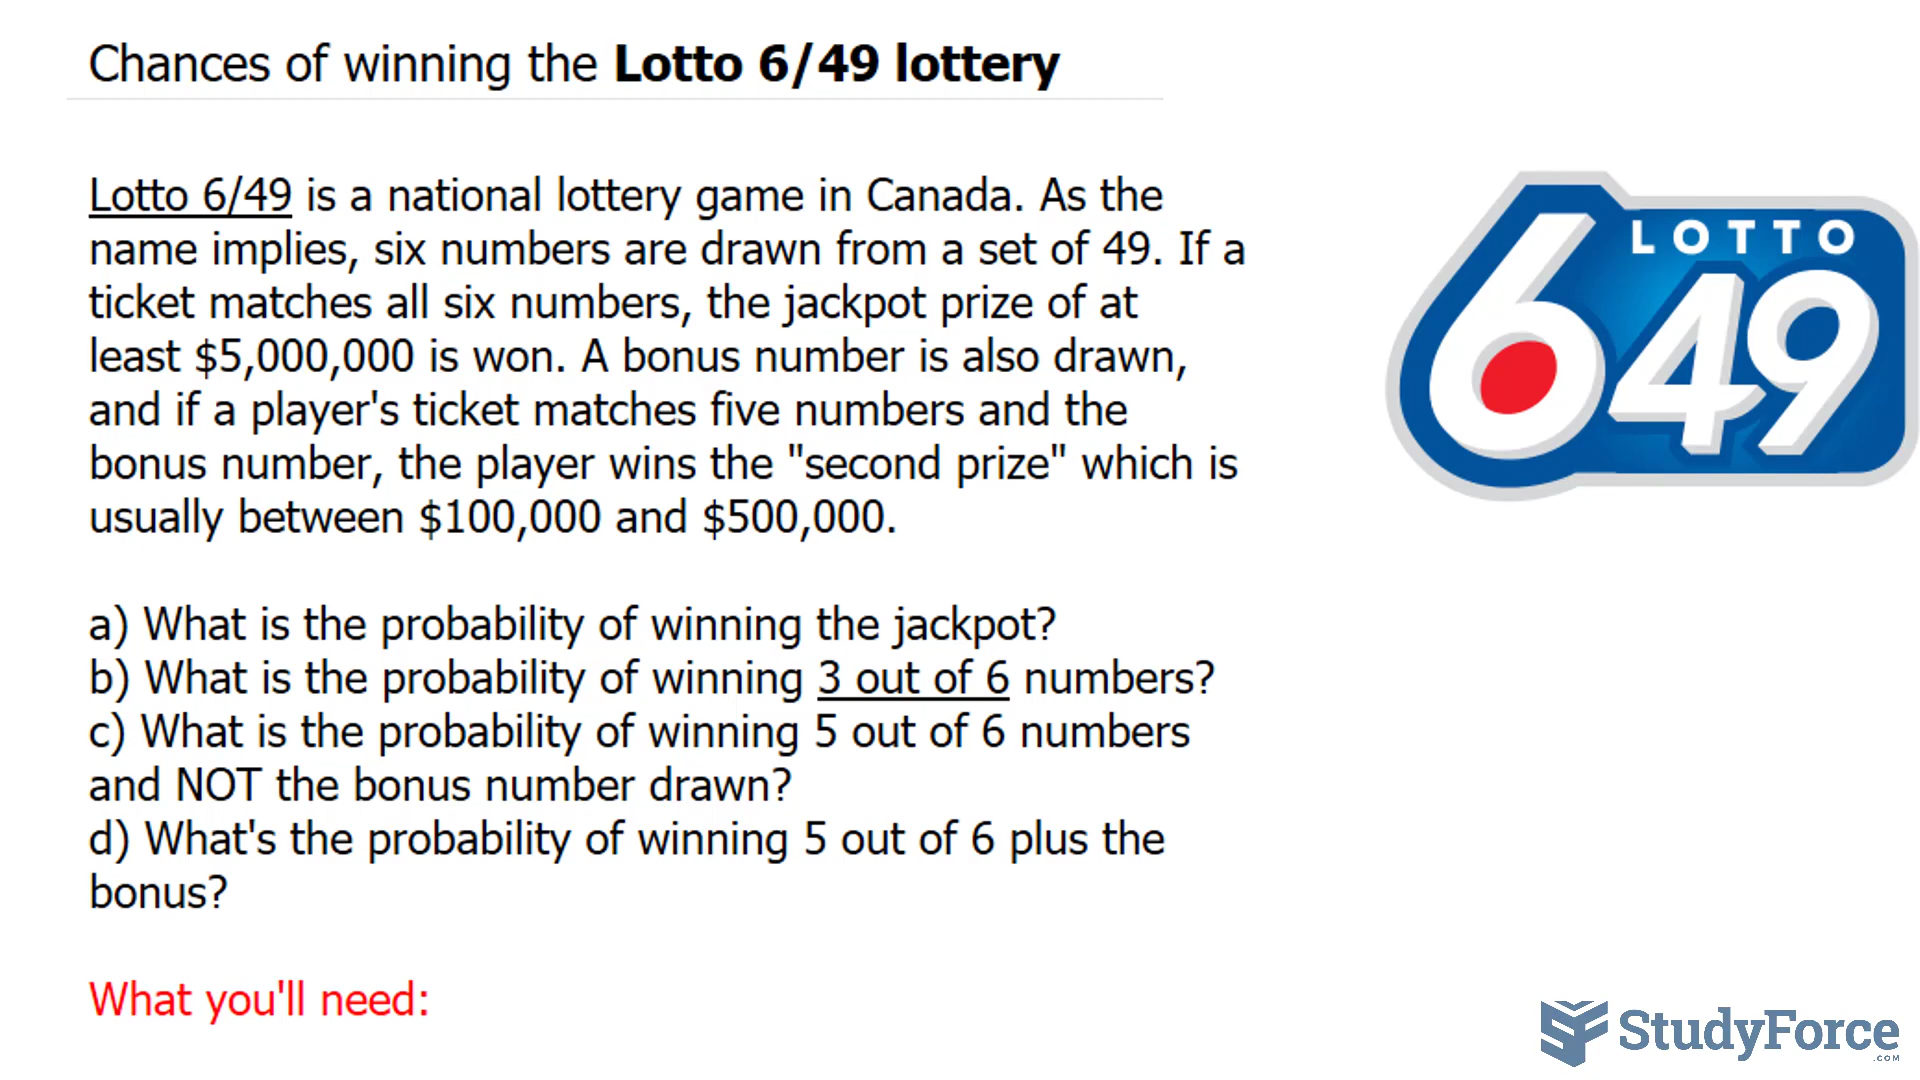 Chances of winning the Lotto 6/49 lottery
Lotto 6/49 is a national lottery game in Canada. As the
name implies, six numbers are drawn from a set of 49. If a
ticket matches all six numbers, the jackpot prize of at
least $5,000,000 is won. A bonus number is also drawn,
and if a player's ticket matches five numbers and the
bonus number, the player wins the "second prize" which is
usually between $100,000 and $500,000.
LOTTO
649
a) What is the probability of winning the jackpot?
b) What is the probability of winning 3 out of 6 numbers?
c) What is the probability of winning 5 out of 6 numbers
and NOT the bonus number drawn?
d) What's the probability of winning 5 out of 6 plus the
bonus?
What you'll need:
StudyForce
.COM